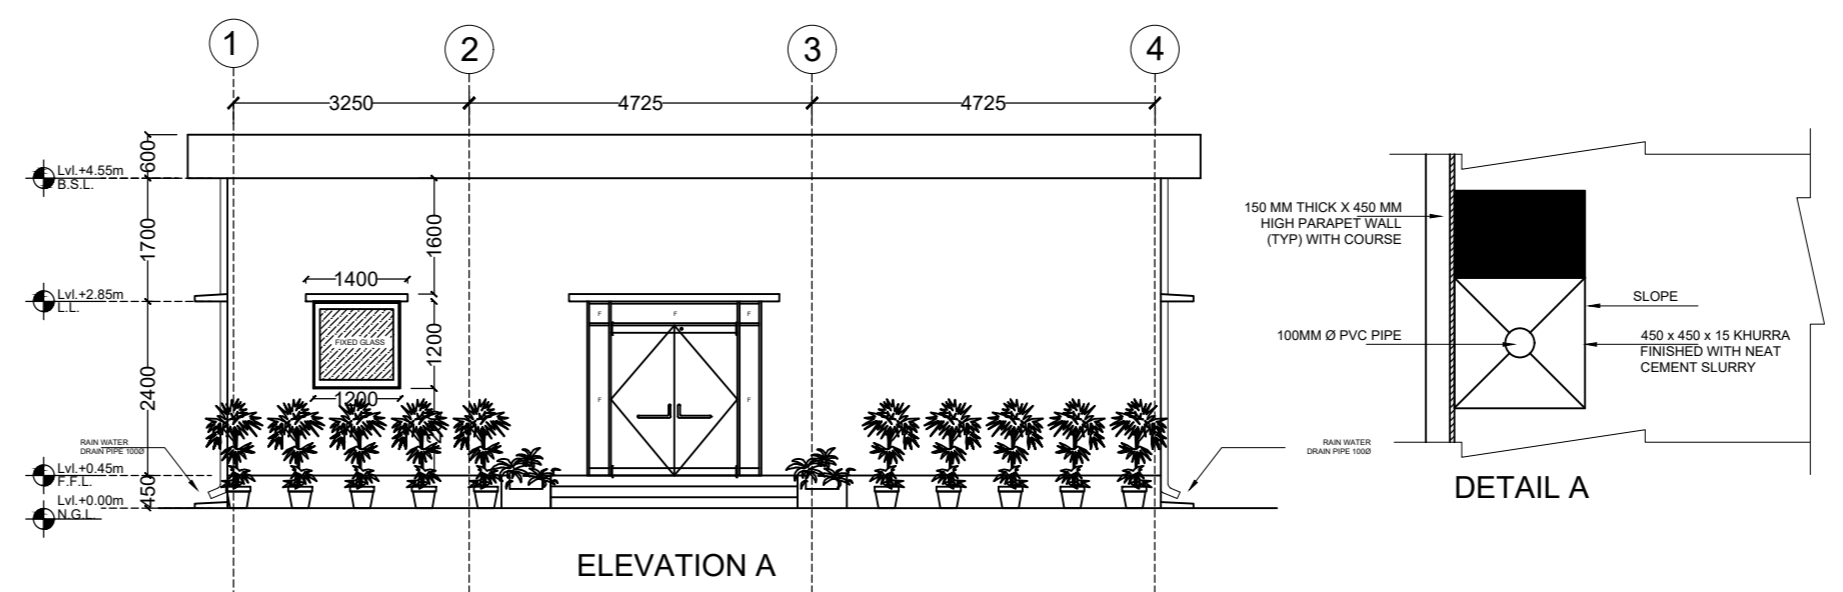 1
2
3
4
3250
4725
4725
600
Lvl.+4.55m
B.S.L.
1700
1600
1400
Lvl.+2.85m
L.L.
FIXED GLASS
1200
1200
2400
F
F
F
F
F
RAIN WATER
DRAIN PIPE 100Ø
Lvl.+0.45m
F.F.L.
450
Lvl.+0.00m
N.G.L.
RAIN WATER
DRAIN PIPE 100Ø
ELEVATION A
150 MM THICK X 450 MM
HIGH PARAPET WALL
(TYP) WITH COURSE
SLOPE
100MM Ø PVC PIPE
450 x 450 x 15 KHURRA
FINISHED WITH NEAT
CEMENT SLURRY
DETAIL A